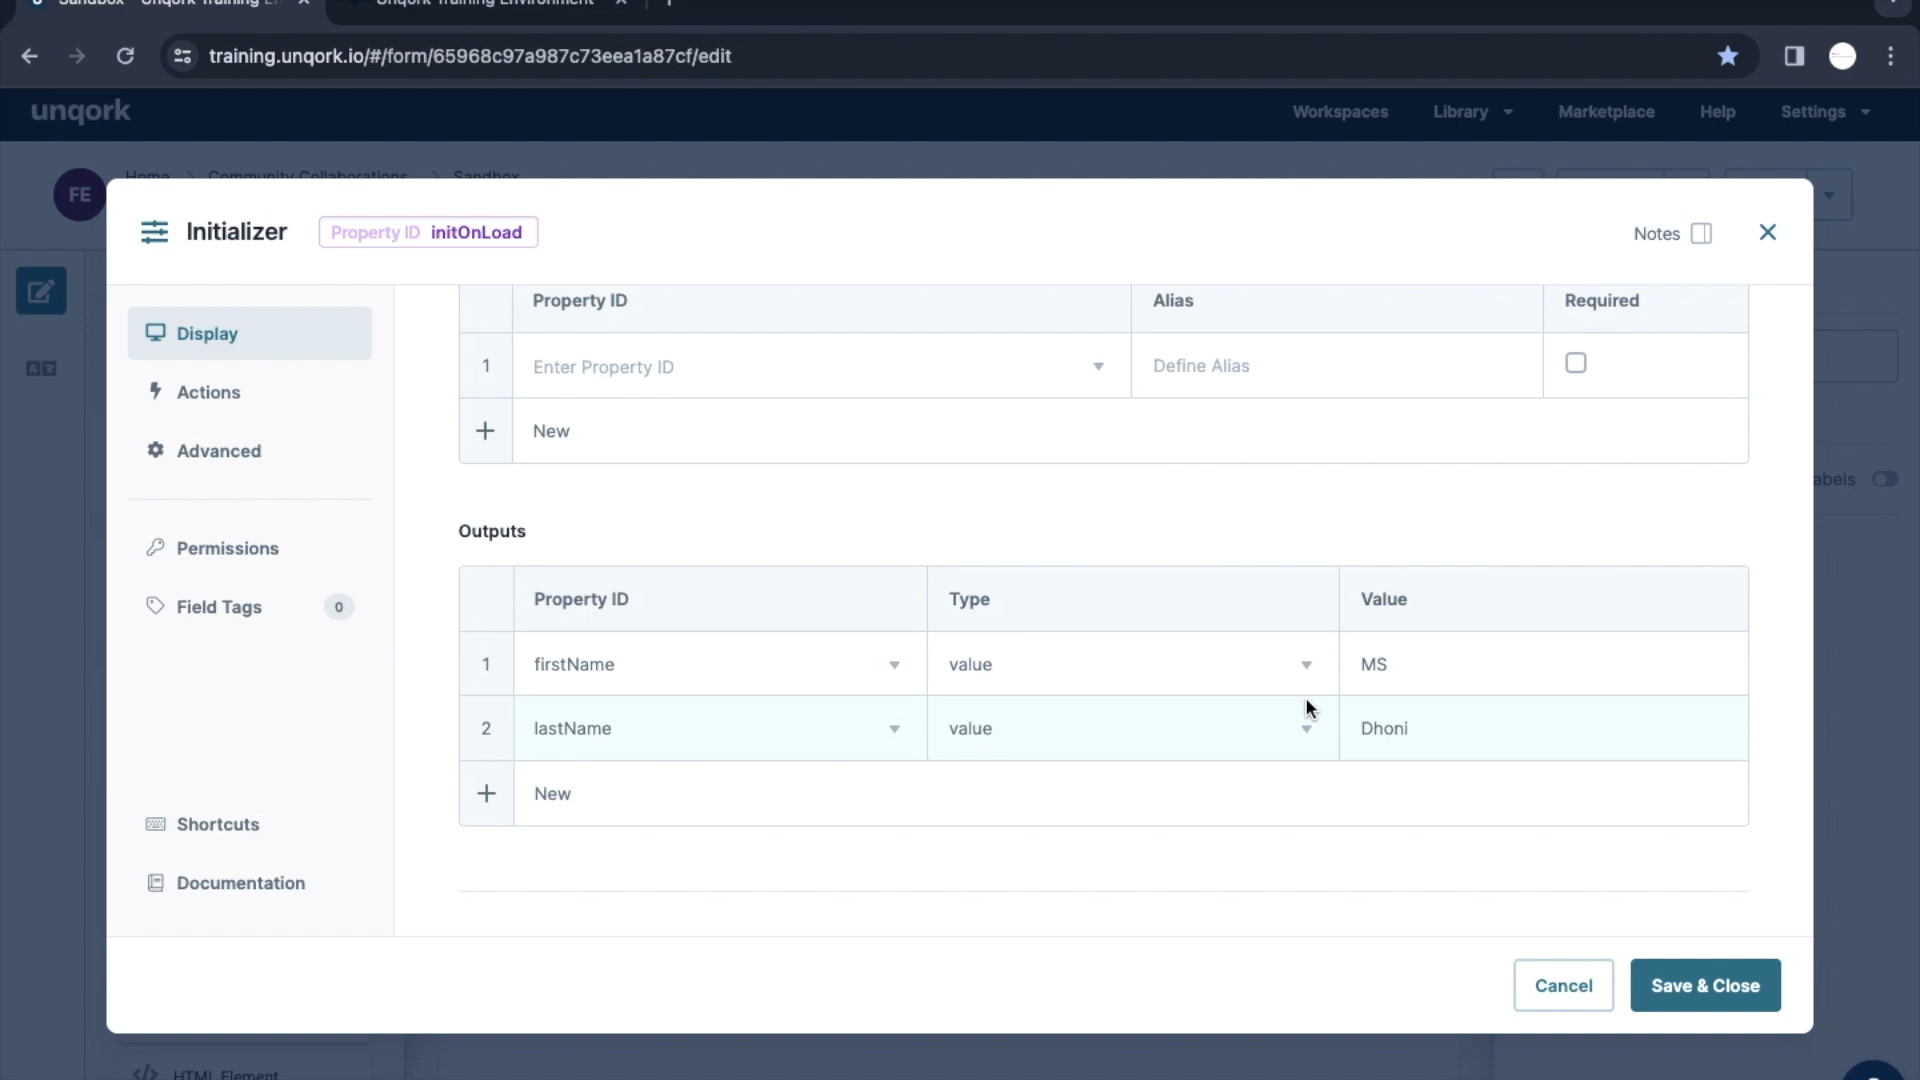 Sandbox - Unqork Training E
Unqork Training Environment
training.unqork.io/#/form/65968c97a987c73eea1a87cf/edit
unqork
Workspaces
Library
Marketplace
Help
Settings
FE
Home
Community Collaborations
Sandbox
Initializer
Property ID initOnLoad
Notes
Display
Actions
Advanced
Permissions
Field Tags 0
Shortcuts
Documentation
Property ID Alias Required
1 Enter Property ID Define Alias
+ New
abels
Outputs
Property ID Type Value
1 firstName value MS
2 lastName value Dhoni
+ New
Cancel
Save & Close
HTML Element